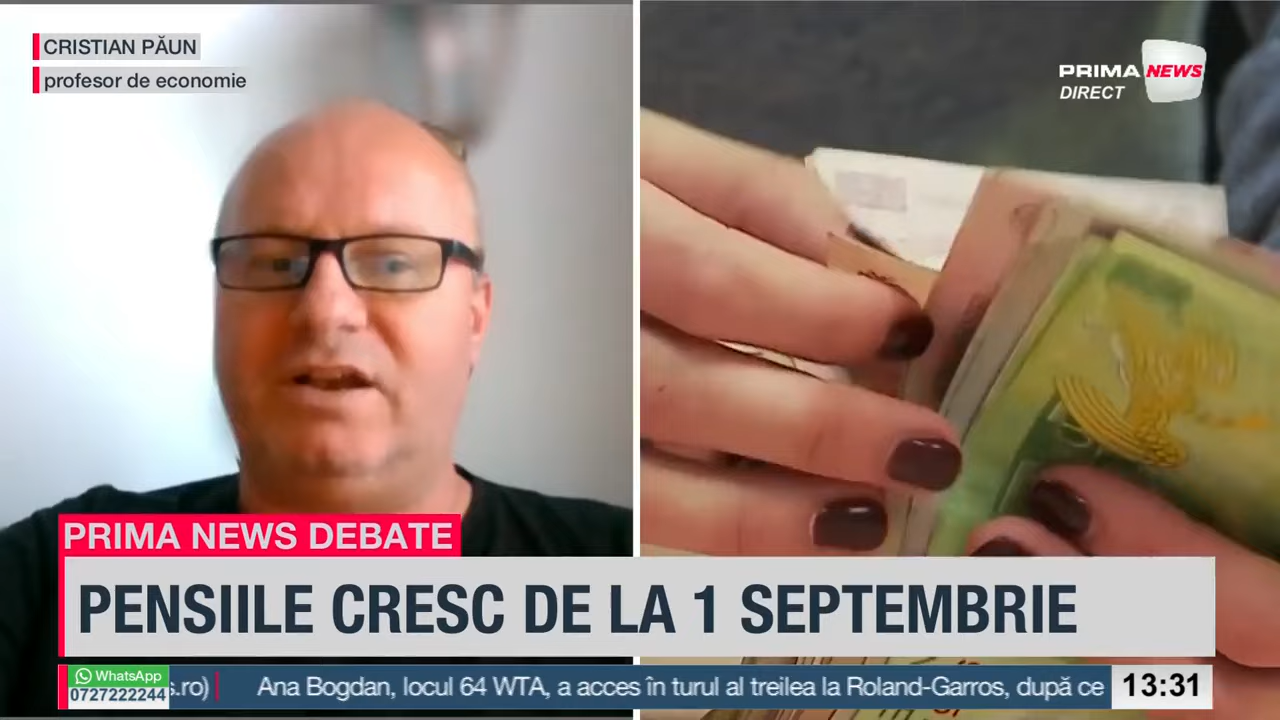 CRISTIAN PĂUN
profesor de economie
PRIMA NEWS
DIRECT
PRIMA NEWS DEBATE
PENSIILE CRESC DE LA 1 SEPTEMBRIE
WhatsApp
0727222244
s.ro) Ana Bogdan, locul 64 WTA, a acces în turul al treilea la Roland-Garros, după ce
13:31